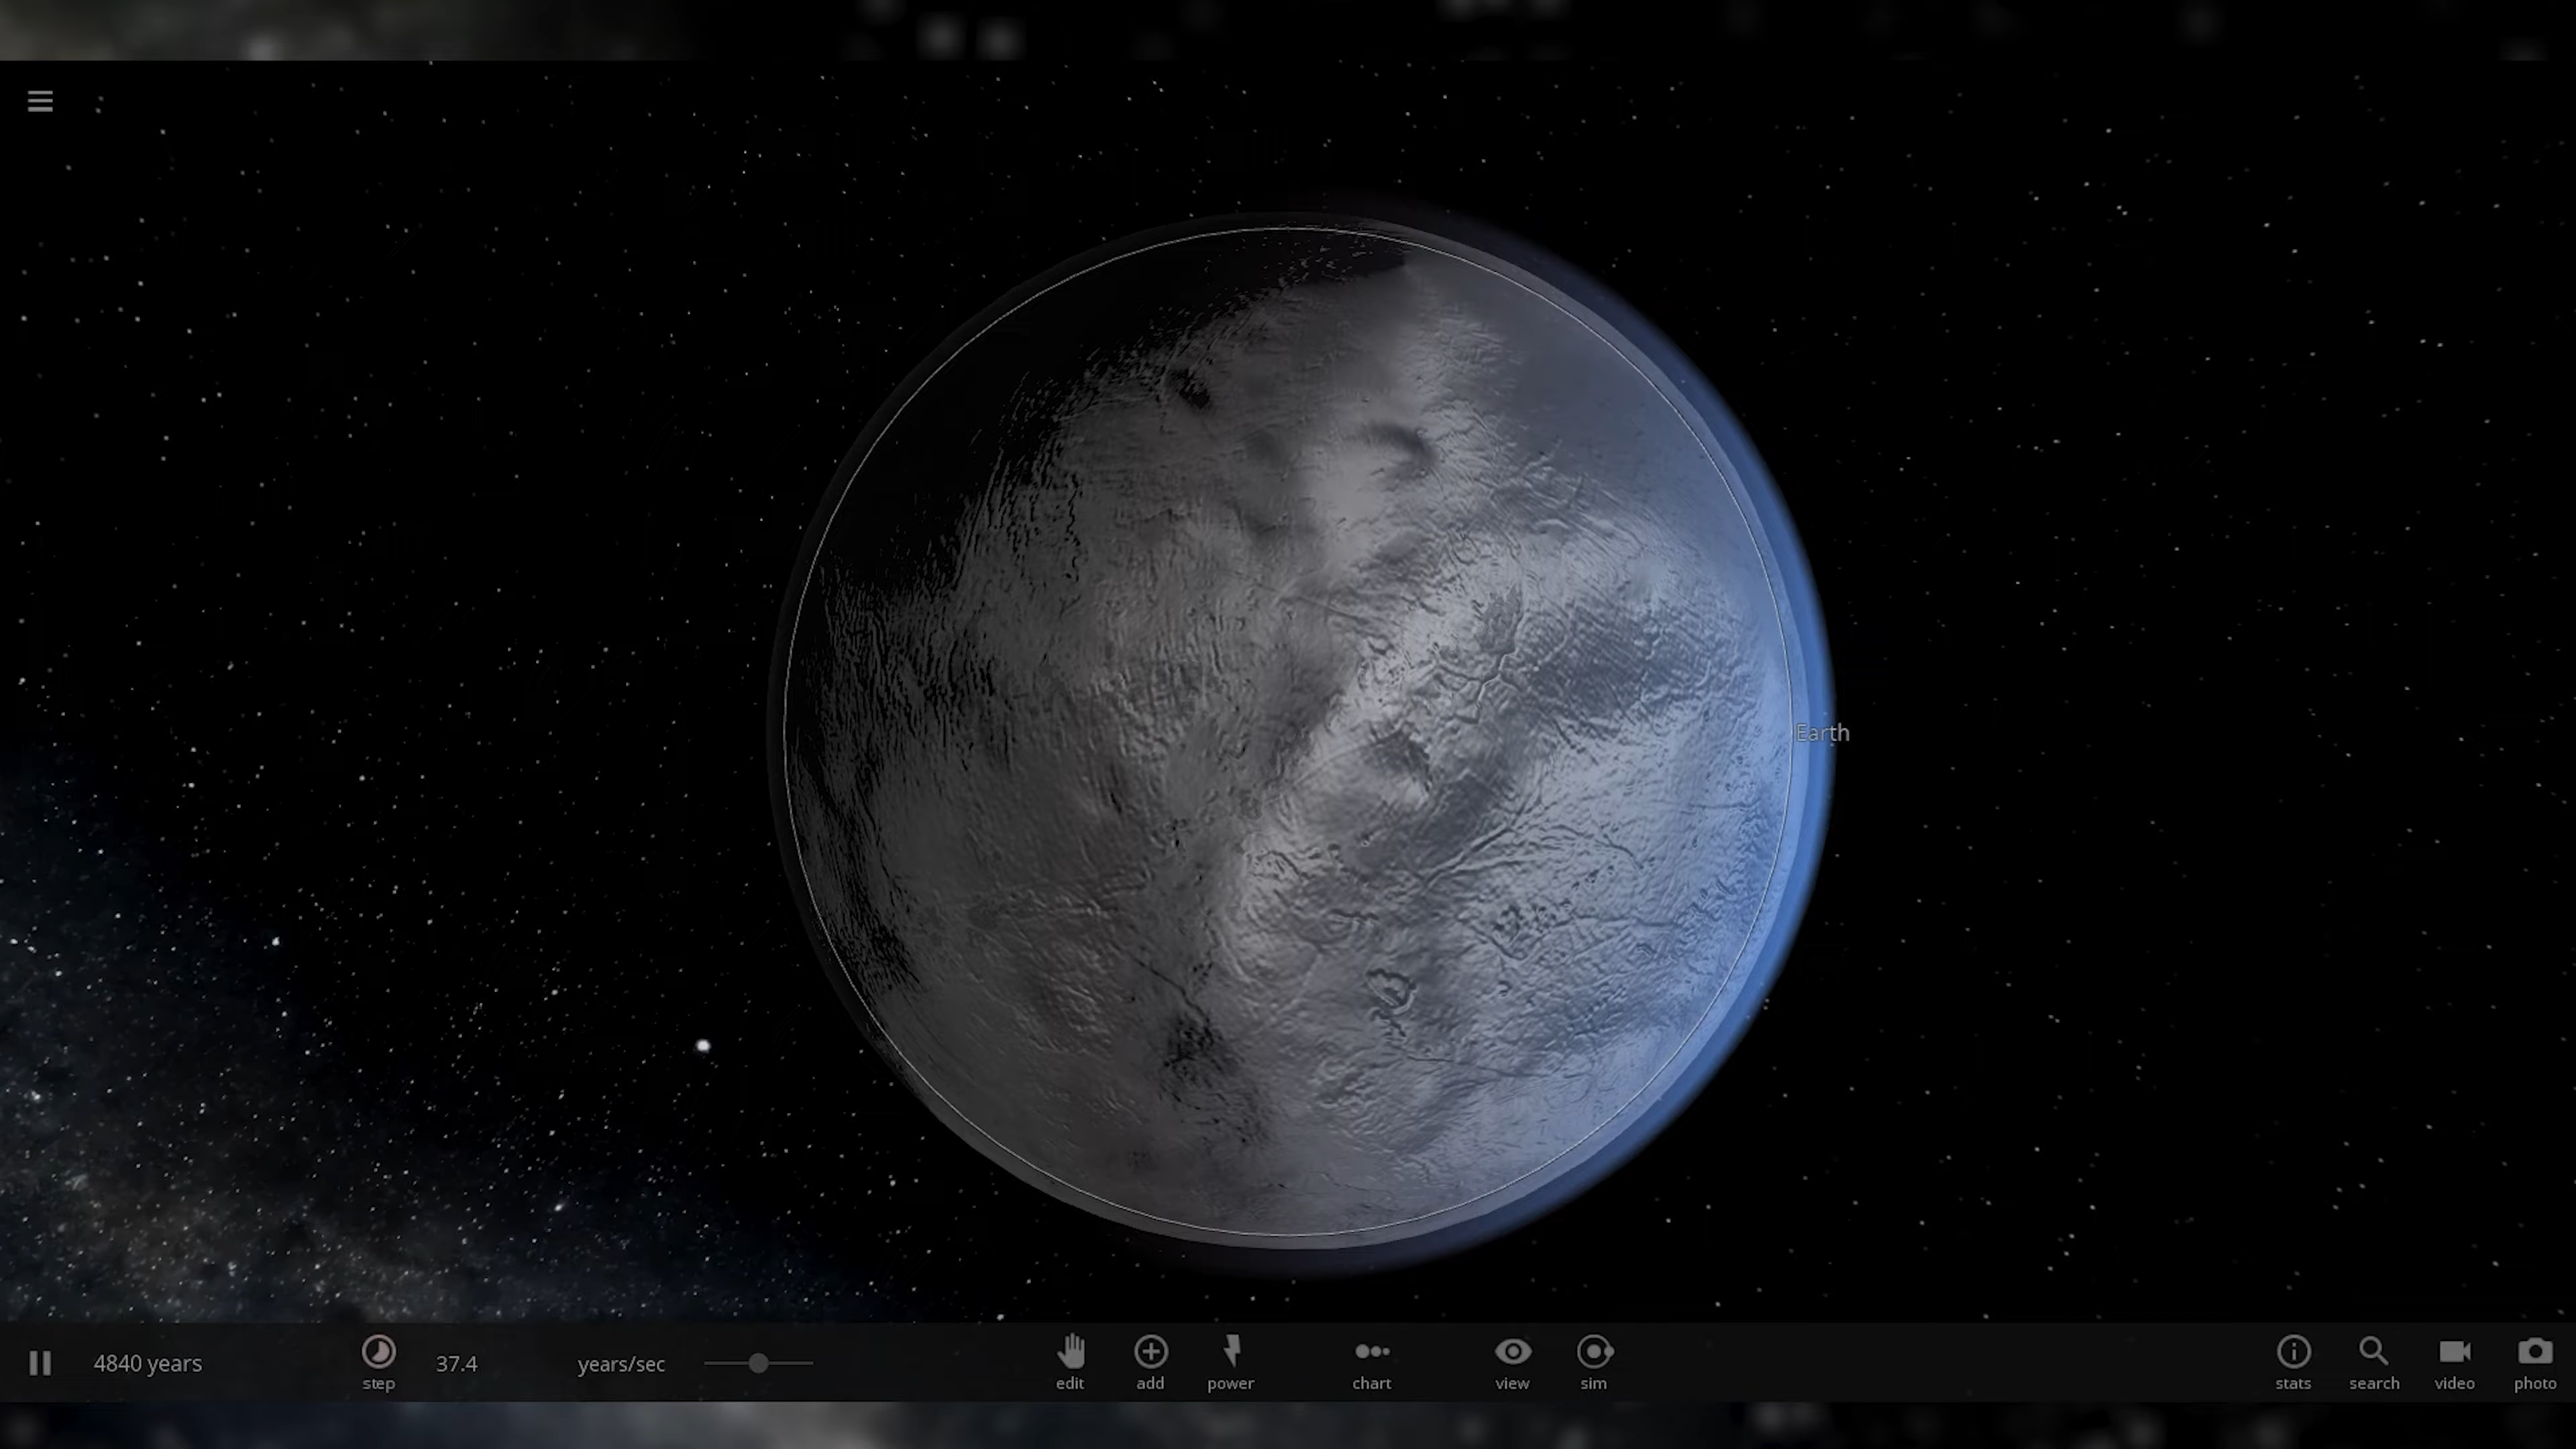 Earth
4840 years
step
37.4
years/sec
edit
add
power
chart
view
sim
stats
search
video
photo